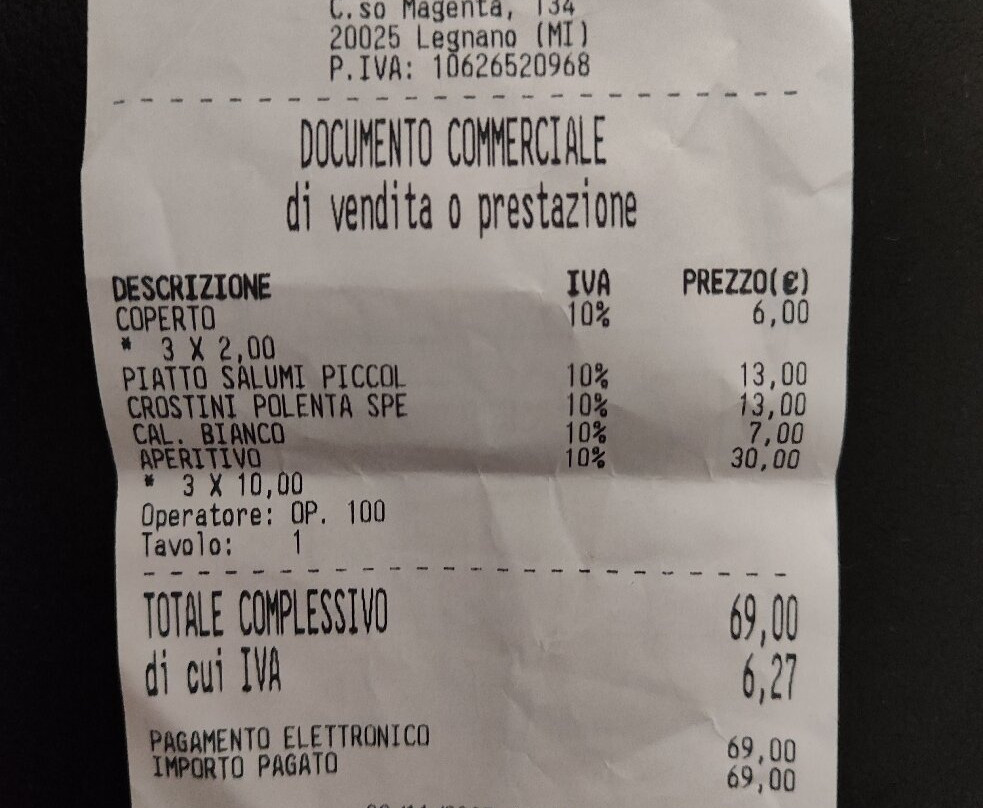 C.so Magenta, 134
20025 Legnano (MI)
P.IVA: 10626520968
DOCUMENTO COMMERCIALE
di vendita o prestazione
DESCRIZIONE IVA PREZZO(€)
COPERTO 10% 6,00
* 3 X 2,00
PIATTO SALUMI PICCOL 10% 13,00
CROSTINI POLENTA SPE 10% 13,00
CAL. BIANCO 10% 7,00
APERITIVO 10% 30,00
* 3 X 10,00
Operatore: OP. 100
Tavolo: 1
TOTALE COMPLESSIVO 69,00
di cui IVA 6,27
PAGAMENTO ELETTRONICO 69,00
IMPORTO PAGATO 69,00